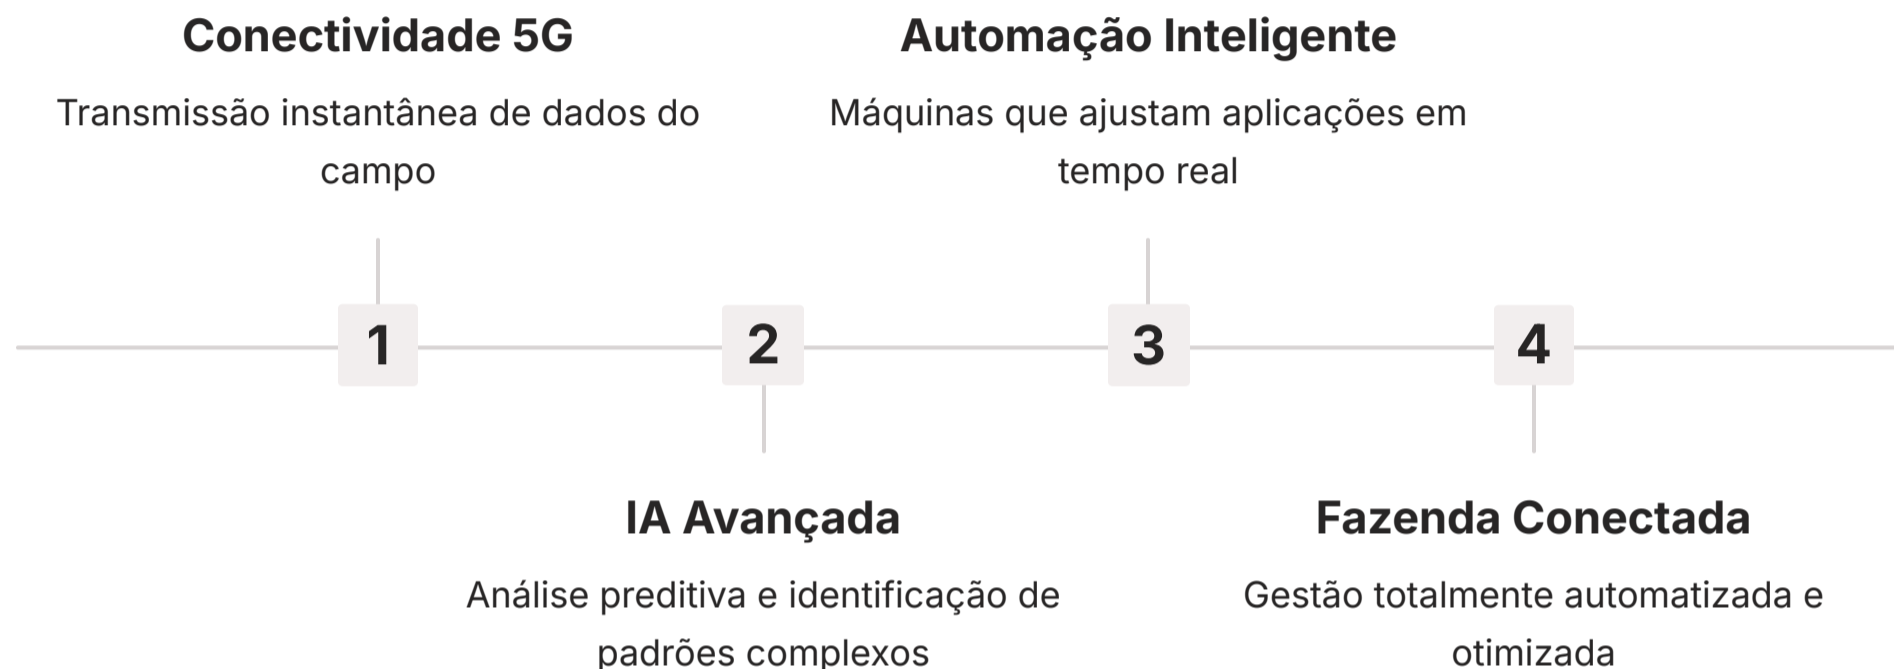 Conectividade 5G
Transmissão instantânea de dados do
campo
Automação Inteligente
Máquinas que ajustam aplicações em
tempo real
1
2
3
4
IA Avançada
Análise preditiva e identificação de
padrões complexos
Fazenda Conectada
Gestão totalmente automatizada e
otimizada